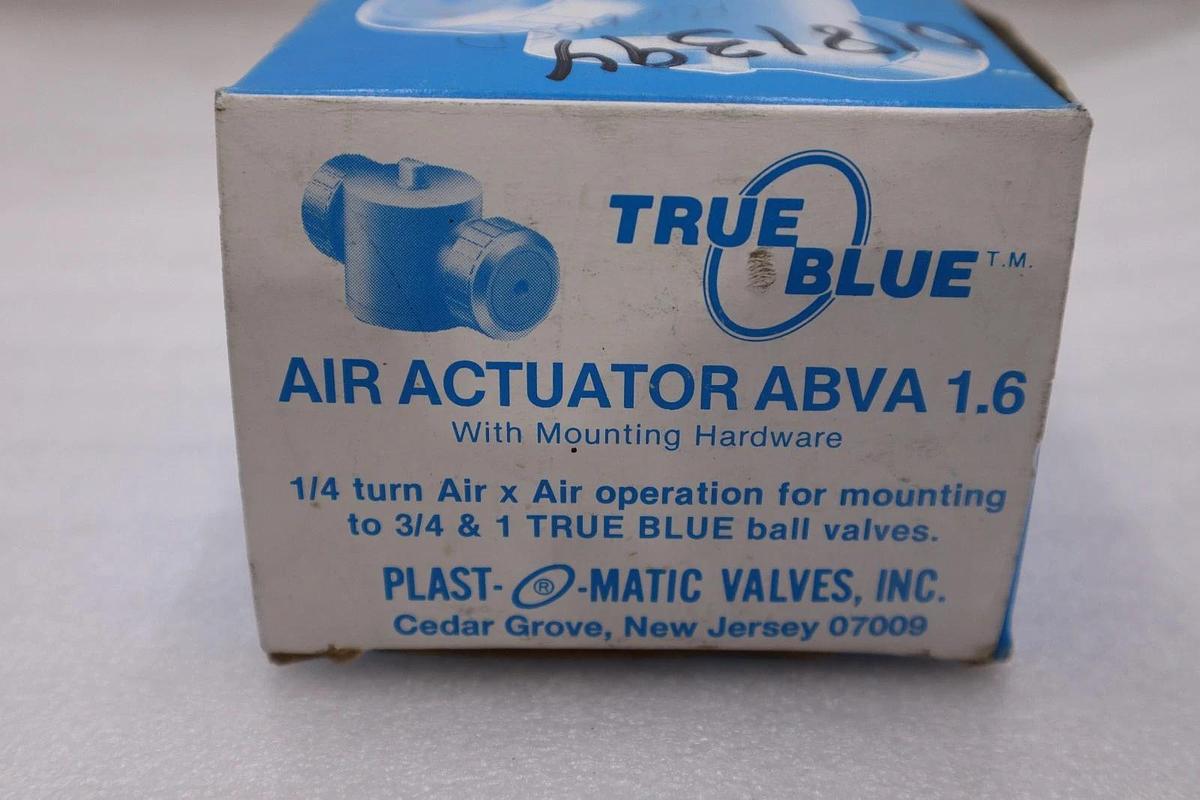 TRUE
BLUE T.M.
AIR ACTUATOR ABVA 1.6
With Mounting Hardware
1/4 turn Air x Air operation for mounting
to 3/4 & 1 TRUE BLUE ball valves.
PLAST-O®-MATIC VALVES, INC.
Cedar Grove, New Jersey 07009